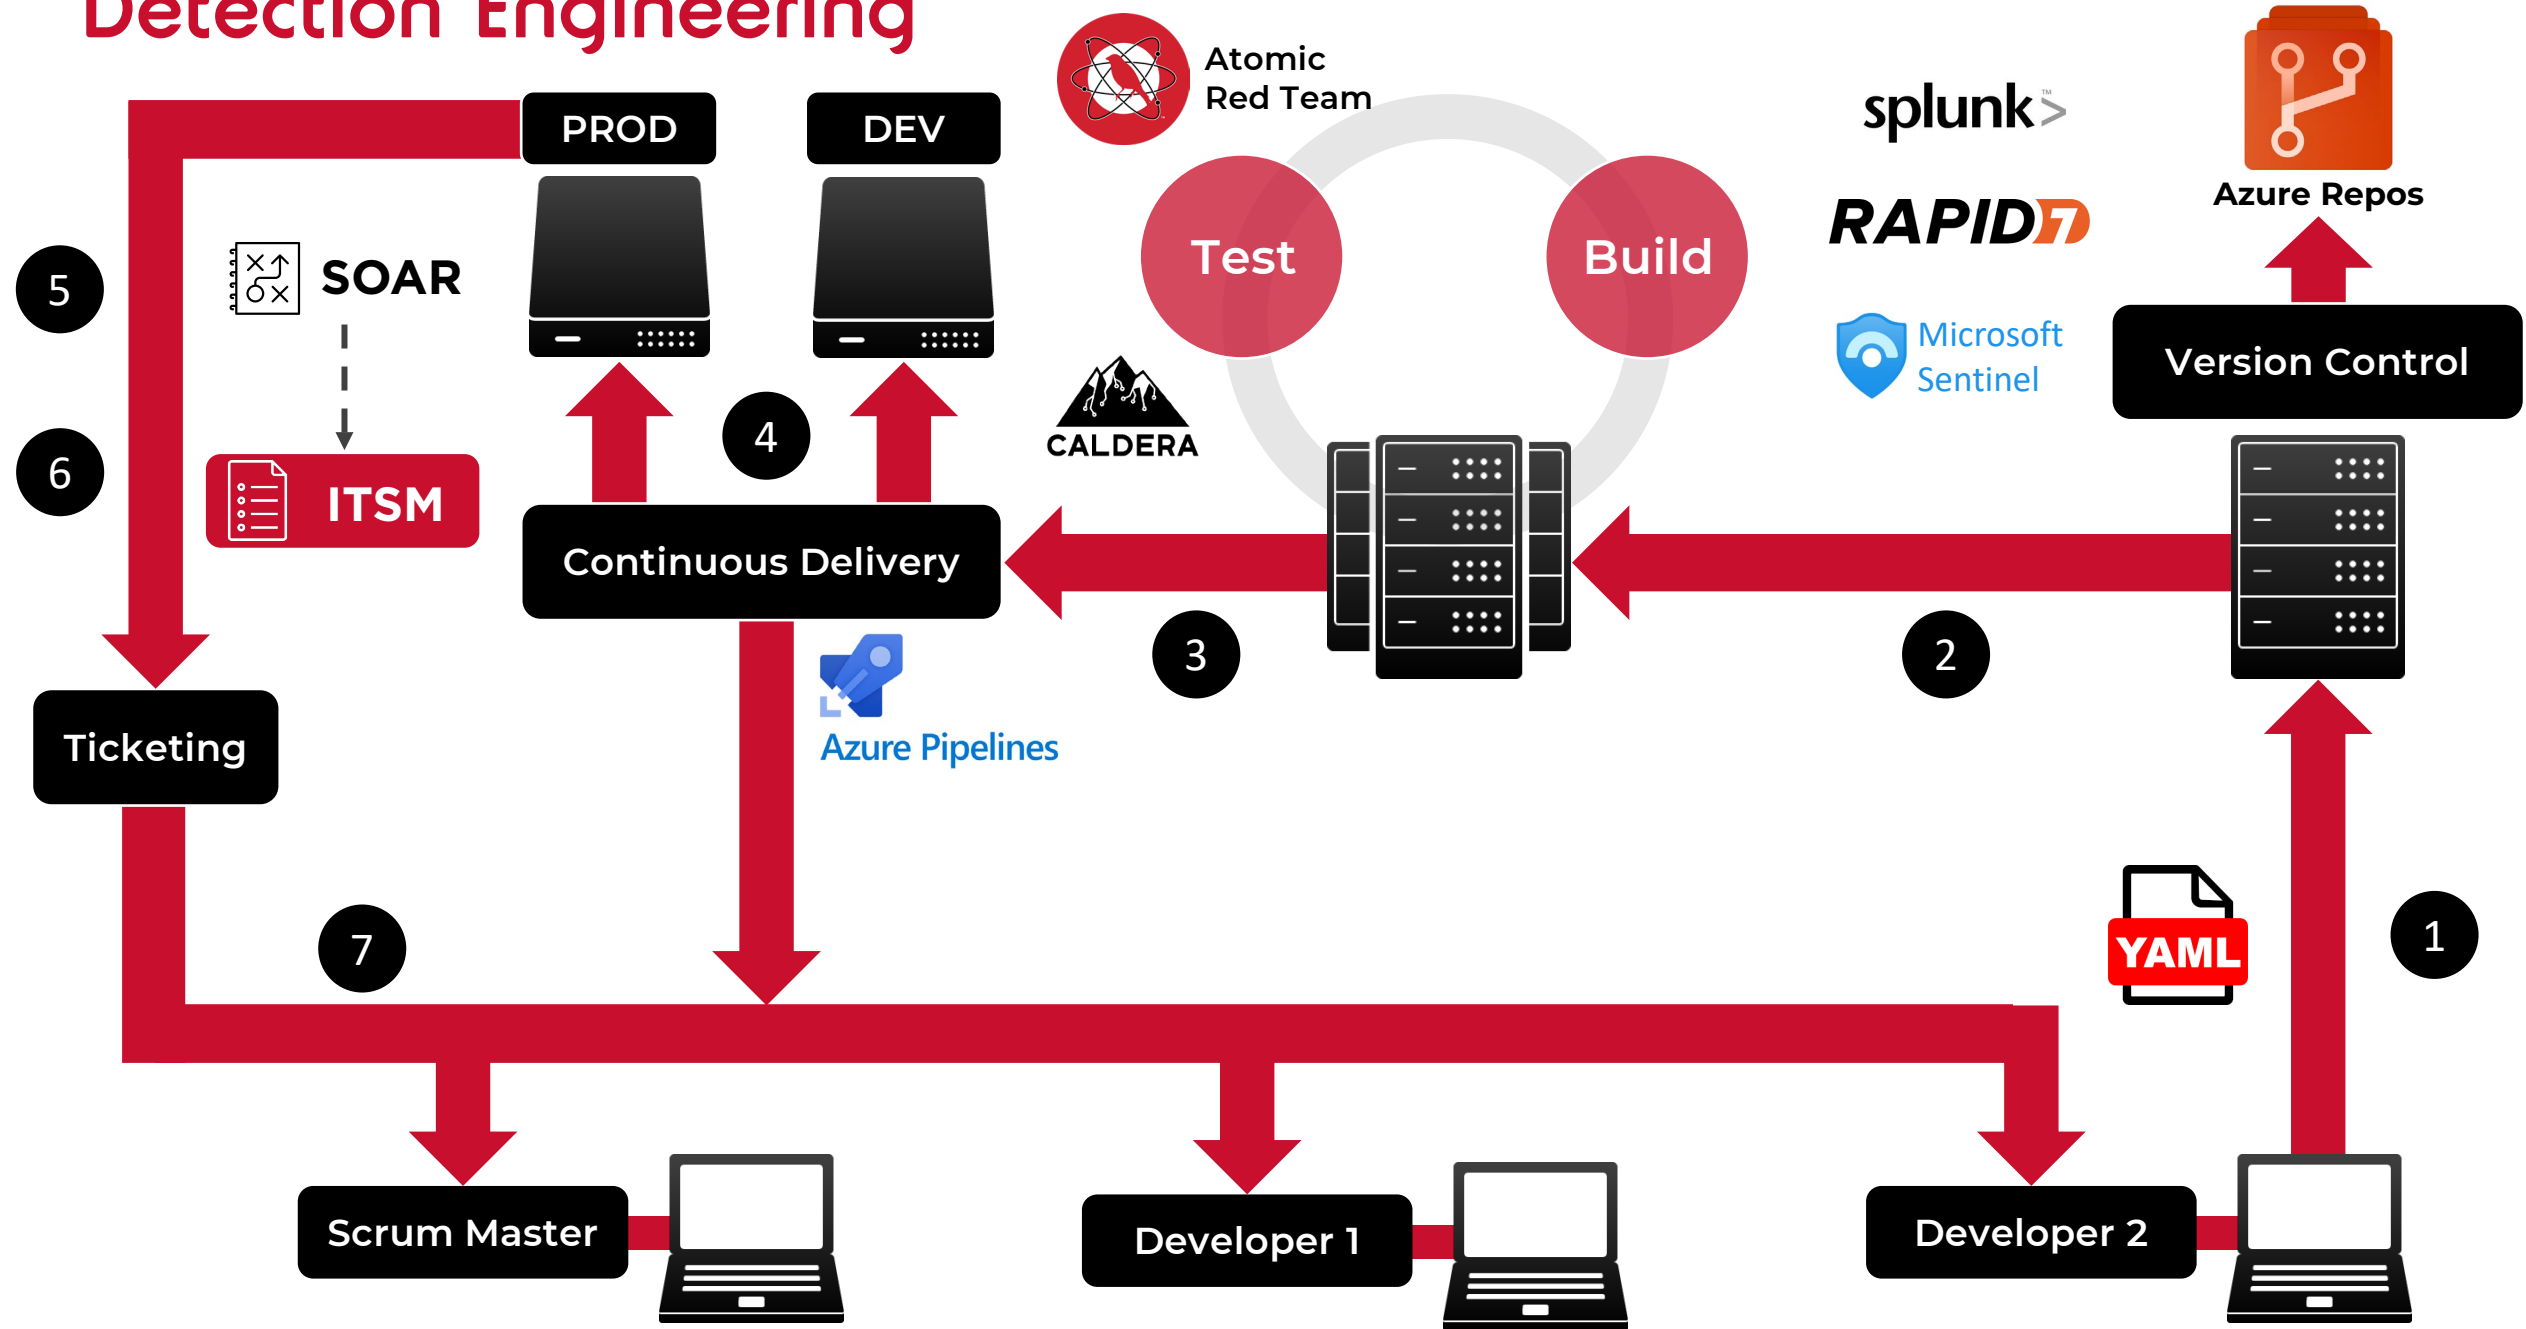 Detection Engineering
PROD
DEV
Atomic
Red Team
splunk>™
Azure Repos
Test
Build
RAPID7
5
SOAR
Microsoft
Sentinel
Version Control
4
CALDERA
6
ITSM
Continuous Delivery
3
2
Azure Pipelines
Ticketing
7
YAML
1
Scrum Master
Developer 1
Developer 2